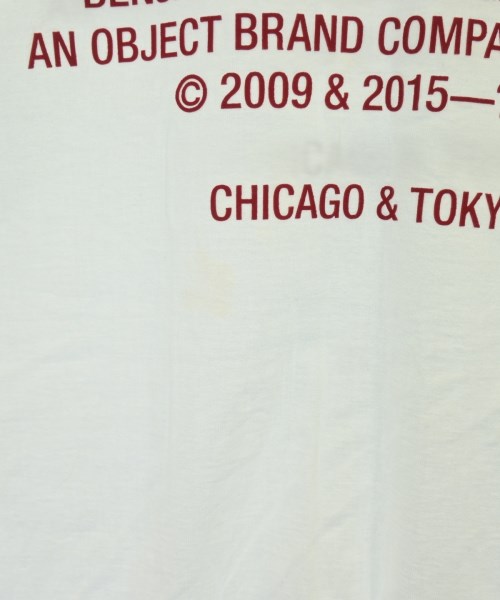 AN OBJECT BRAND COMPA
© 2009 & 2015—
CHICAGO & TOKY